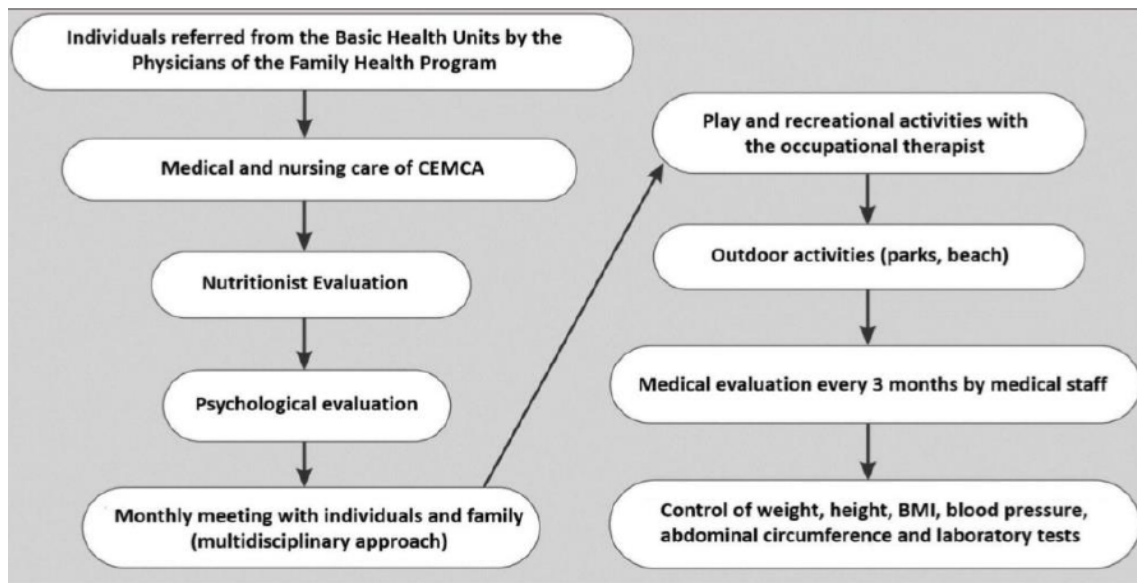 Individuals referred from the Basic Health Units by the
Physicians of the Family Health Program
Medical and nursing care of CEMCA
Nutritionist Evaluation
Psychological evaluation
Monthly meeting with individuals and family
(multidisciplinary approach)
Play and recreational activities with
the occupational therapist
Outdoor activities (parks, beach)
Medical evaluation every 3 months by medical staff
Control of weight, height, BMI, blood pressure,
abdominal circumference and laboratory tests